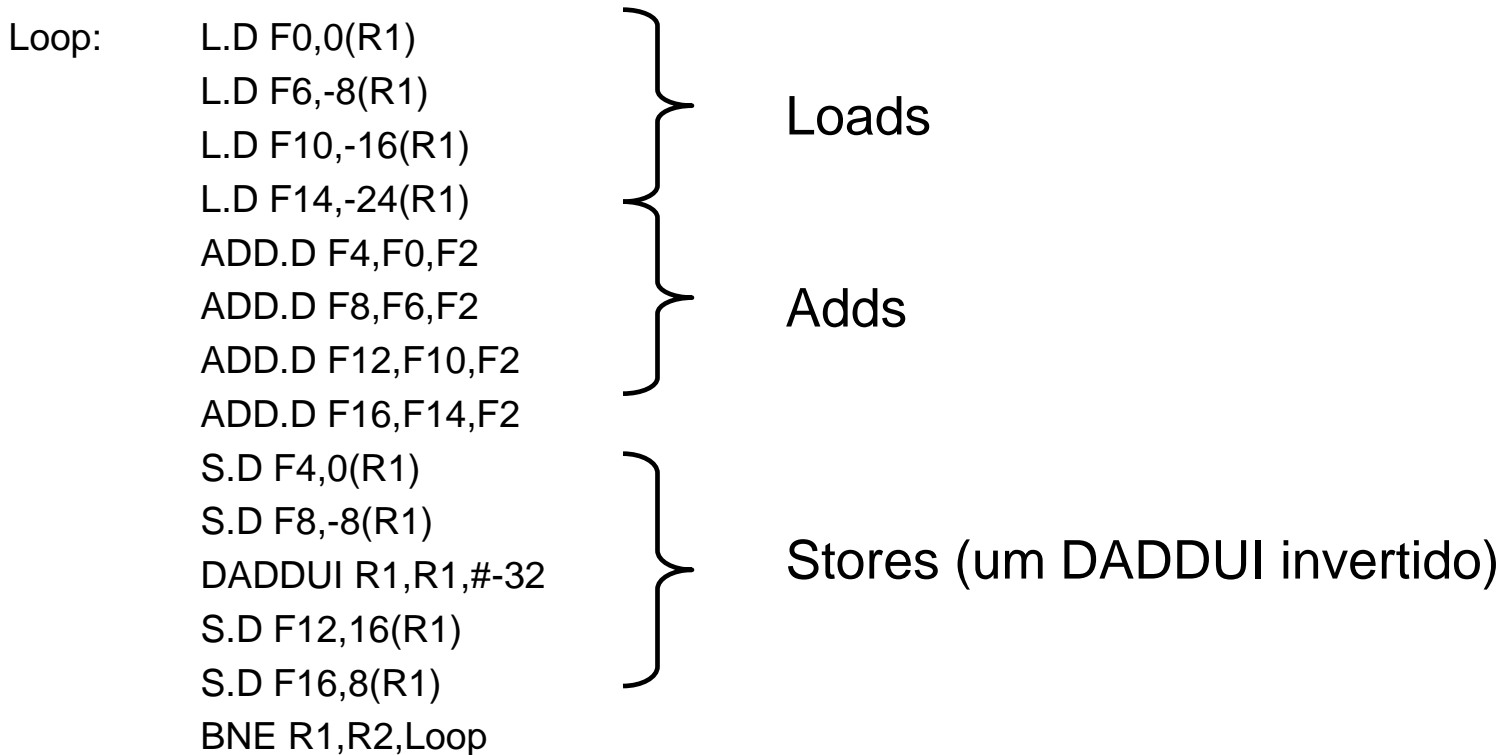 Loop: L.D F0,0(R1)
L.D F6,-8(R1)
L.D F10,-16(R1)
L.D F14,-24(R1)
ADD.D F4,F0,F2
ADD.D F8,F6,F2
ADD.D F12,F10,F2
ADD.D F16,F14,F2
S.D F4,0(R1)
S.D F8,-8(R1)
DADDUI R1,R1,#-32
S.D F12,16(R1)
S.D F16,8(R1)
BNE R1,R2,Loop
Loads
Adds
Stores (um DADDUI invertido)